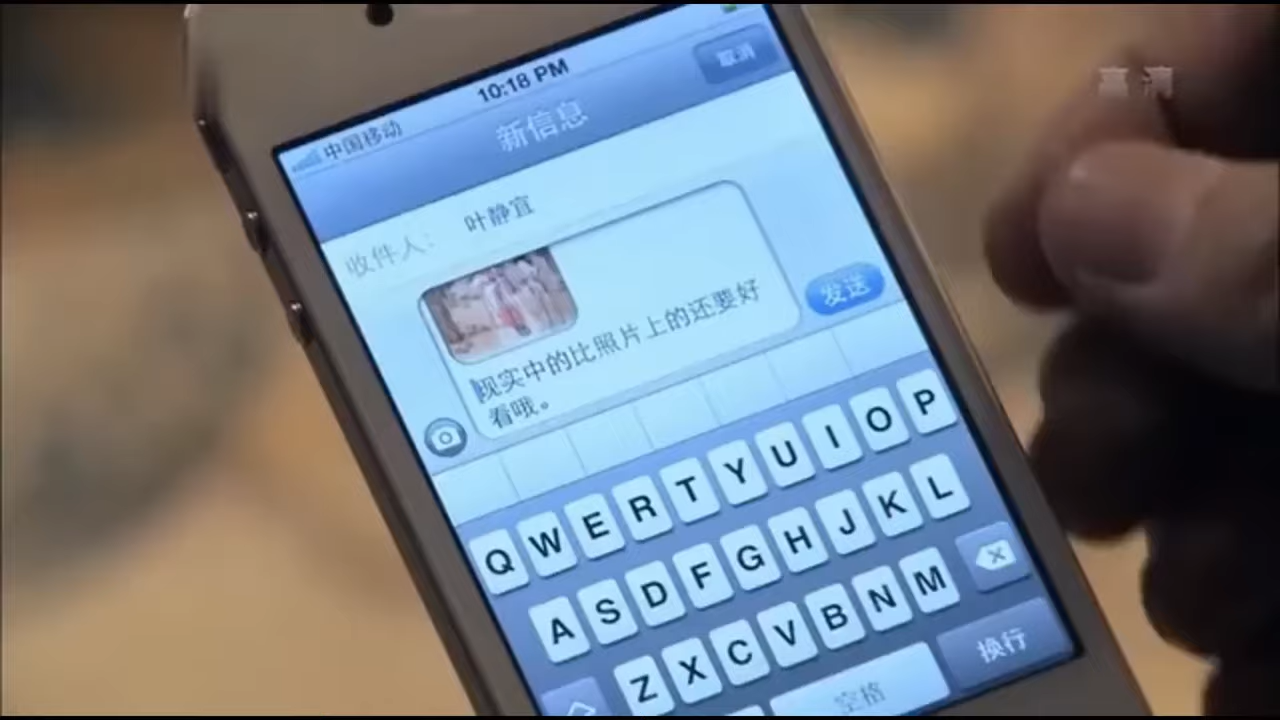 高清
中国移动 10:18 PM
新信息 取消
收件人： 叶静宜
现实中的比照片上的还要好
看哦。
发送
Q W E R T Y U I O P
A S D F G H J K L
Z X C V B N M
空格 换行